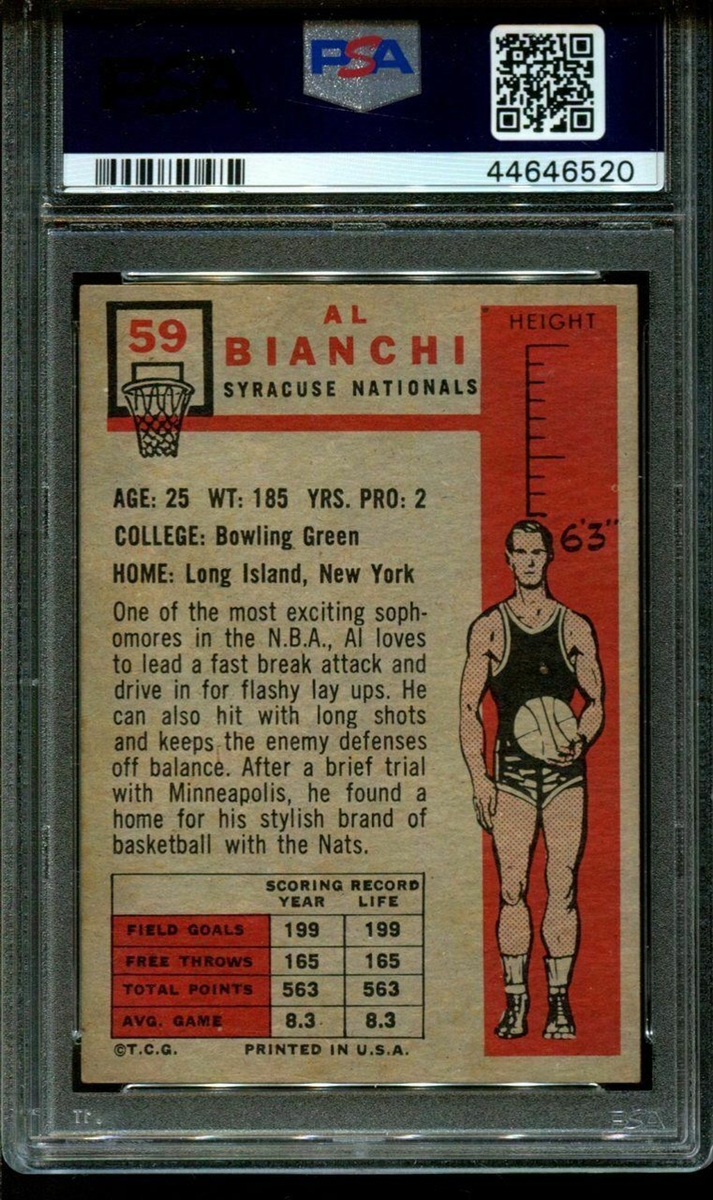 PSA
PSA
44646520
59
AL
BIANCHI
SYRACUSE NATIONALS
HEIGHT
6'3"
AGE: 25 WT: 185 YRS. PRO: 2
COLLEGE: Bowling Green
HOME: Long Island, New York
One of the most exciting soph-
omores in the N.B.A., Al loves
to lead a fast break attack and
drive in for flashy lay ups. He
can also hit with long shots
and keeps the enemy defenses
off balance. After a brief trial
with Minneapolis, he found a
home for his stylish brand of
basketball with the Nats.
SCORING RECORD
YEAR LIFE
FIELD GOALS 199 199
FREE THROWS 165 165
TOTAL POINTS 563 563
AVG. GAME 8.3 8.3
©T.C.G. PRINTED IN U.S.A.
PSA